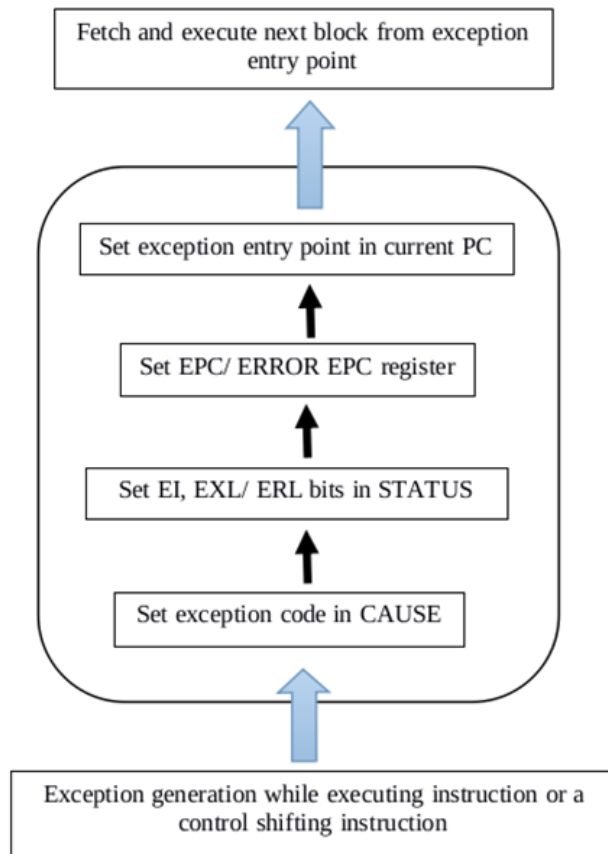 Fetch and execute next block from exception
entry point
Set exception entry point in current PC
Set EPC/ ERROR EPC register
Set EI, EXL/ ERL bits in STATUS
Set exception code in CAUSE
Exception generation while executing instruction or a
control shifting instruction